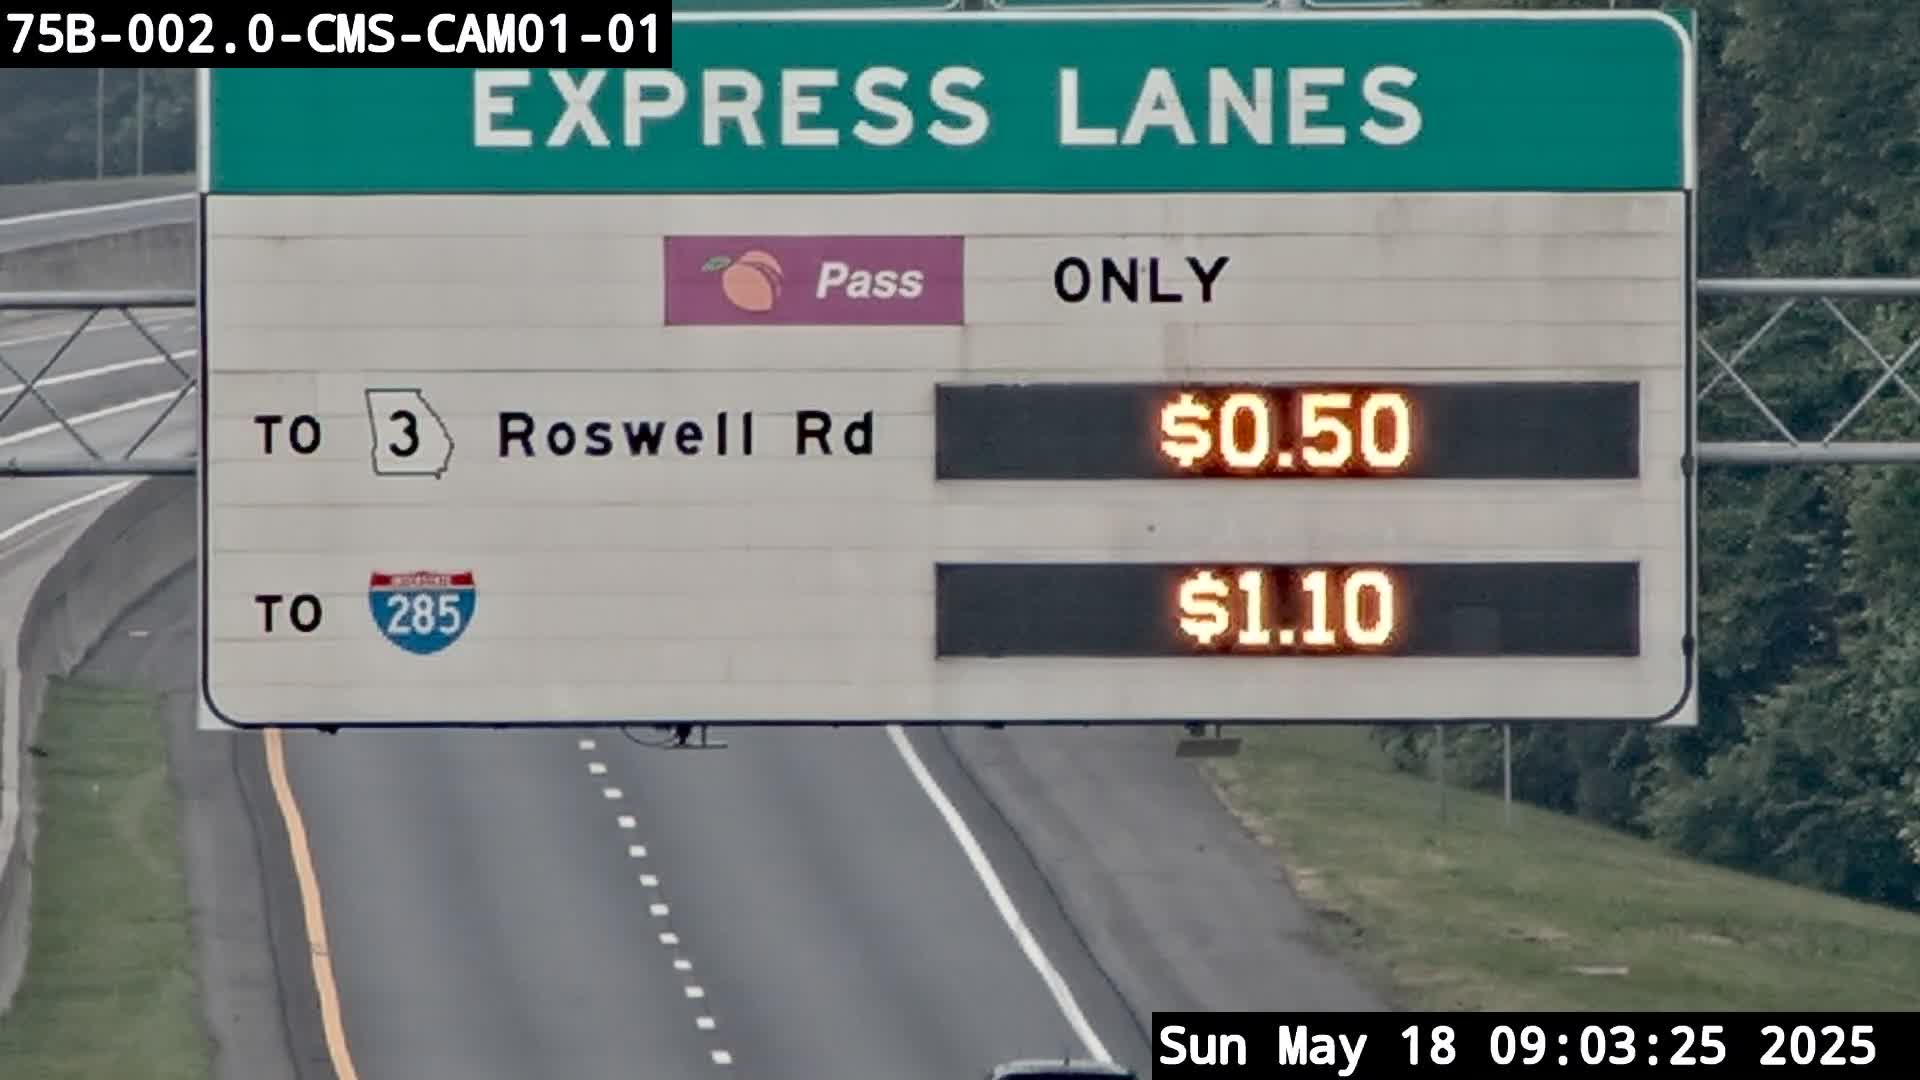 75B-002.0-CMS-CAM01-01
EXPRESS LANES
Pass ONLY
TO 3 Roswell Rd $0.50
TO 285 $1.10
Sun May 18 09:03:25 2025